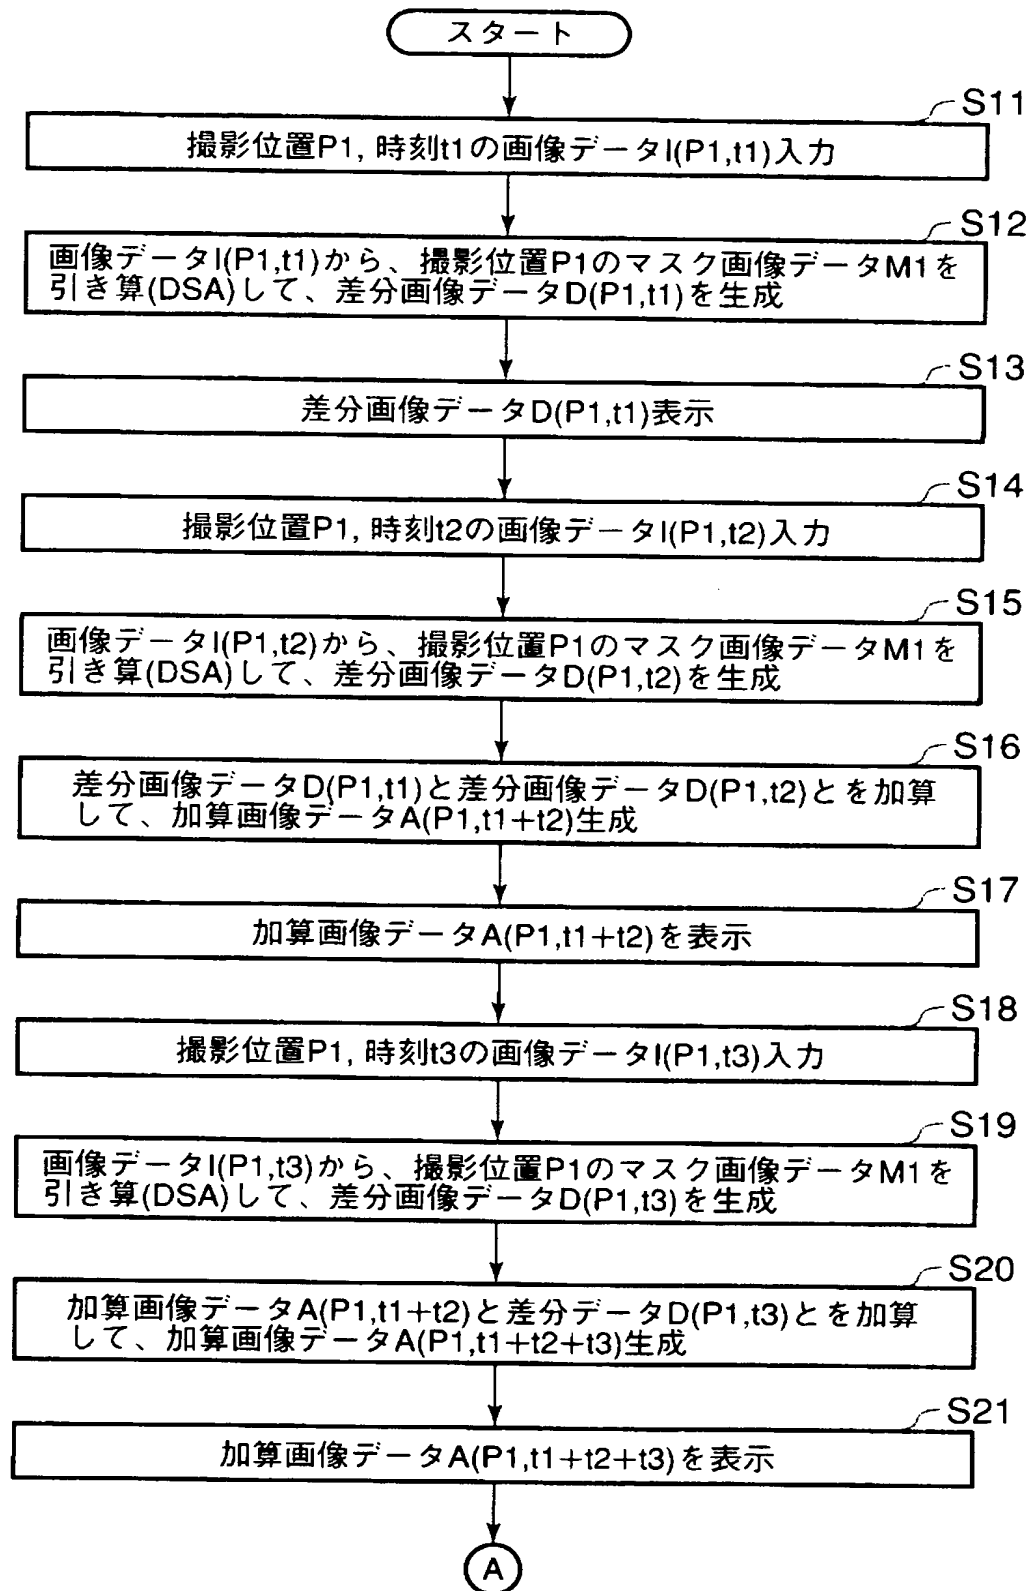 スタート
S11
撮影位置P1, 時刻t1の画像データI(P1,t1)入力
S12
画像データI(P1,t1)から、撮影位置P1のマスク画像データM1を
引き算(DSA)して、差分画像データD(P1,t1)を生成
S13
差分画像データD(P1,t1)表示
S14
撮影位置P1, 時刻t2の画像データI(P1,t2)入力
S15
画像データI(P1,t2)から、撮影位置P1のマスク画像データM1を
引き算(DSA)して、差分画像データD(P1,t2)を生成
S16
差分画像データD(P1,t1)と差分画像データD(P1,t2)とを加算
して、加算画像データA(P1,t1+t2)生成
S17
加算画像データA(P1,t1+t2)を表示
S18
撮影位置P1, 時刻t3の画像データI(P1,t3)入力
S19
画像データI(P1,t3)から、撮影位置P1のマスク画像データM1を
引き算(DSA)して、差分画像データD(P1,t3)を生成
S20
加算画像データA(P1,t1+t2)と差分データD(P1,t3)とを加算
して、加算画像データA(P1,t1+t2+t3)生成
S21
加算画像データA(P1,t1+t2+t3)を表示
A